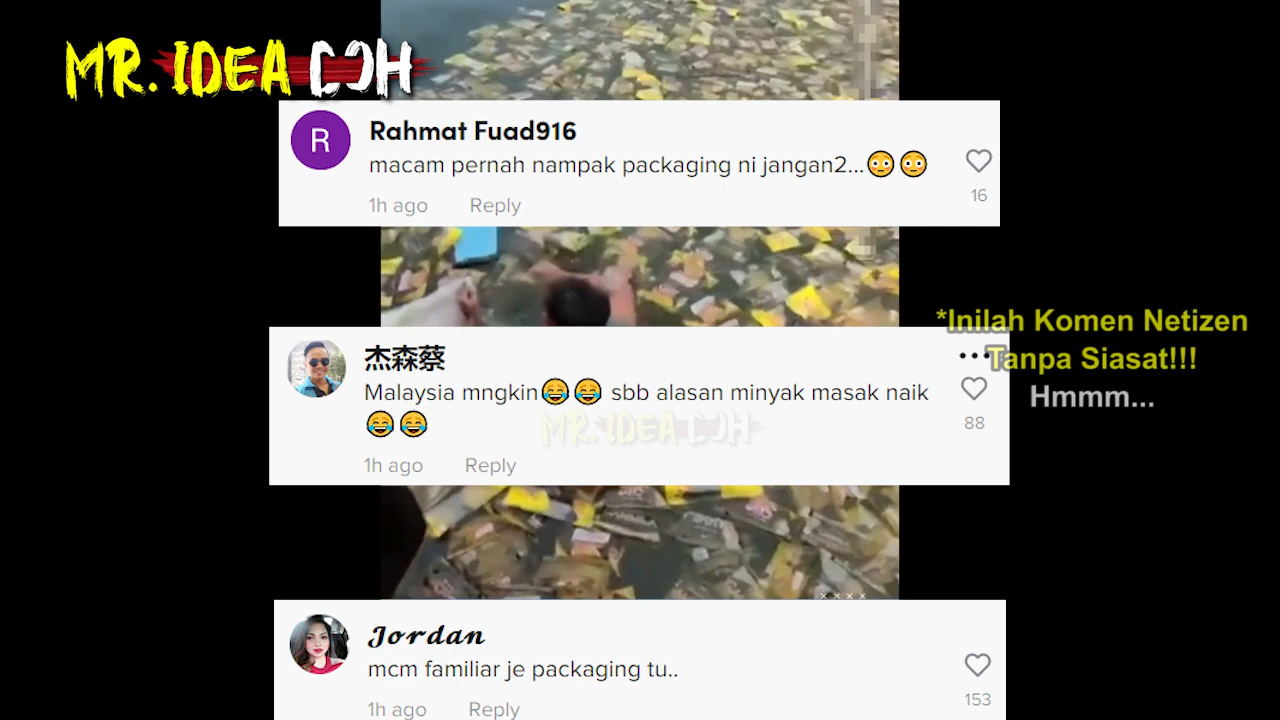 MR. IDEA COH
Rahmat Fuad916
macam pernah nampak packaging ni jangan2...😳😳
16
1h ago Reply
*Inilah Komen Netizen
Tanpa Siasat!!!
Hmmm...
杰森蔡
Malaysia mngkin😂😂 sbb alasan minyak masak naik
😂😂
88
MR. IDEA COH
1h ago Reply
Jordan
mcm familiar je packaging tu..
153
1h ago Reply